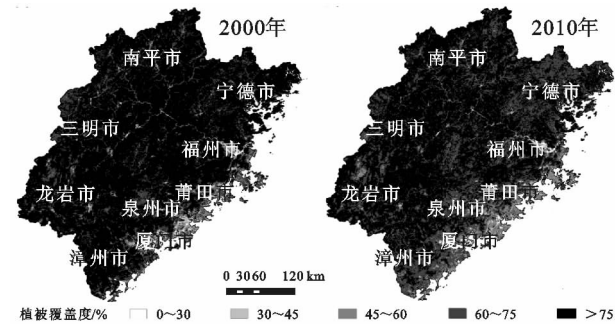 2000年
南平市
宁德市
三明市
福州市
龙岩市
莆田市
泉州市
厦门市
漳州市
2010年
南平市
宁德市
三明市
福州市
龙岩市
莆田市
泉州市
厦门市
漳州市
0 30 60 120 km
植被覆盖度/% 0～30 30～45 45～60 60～75 ＞75